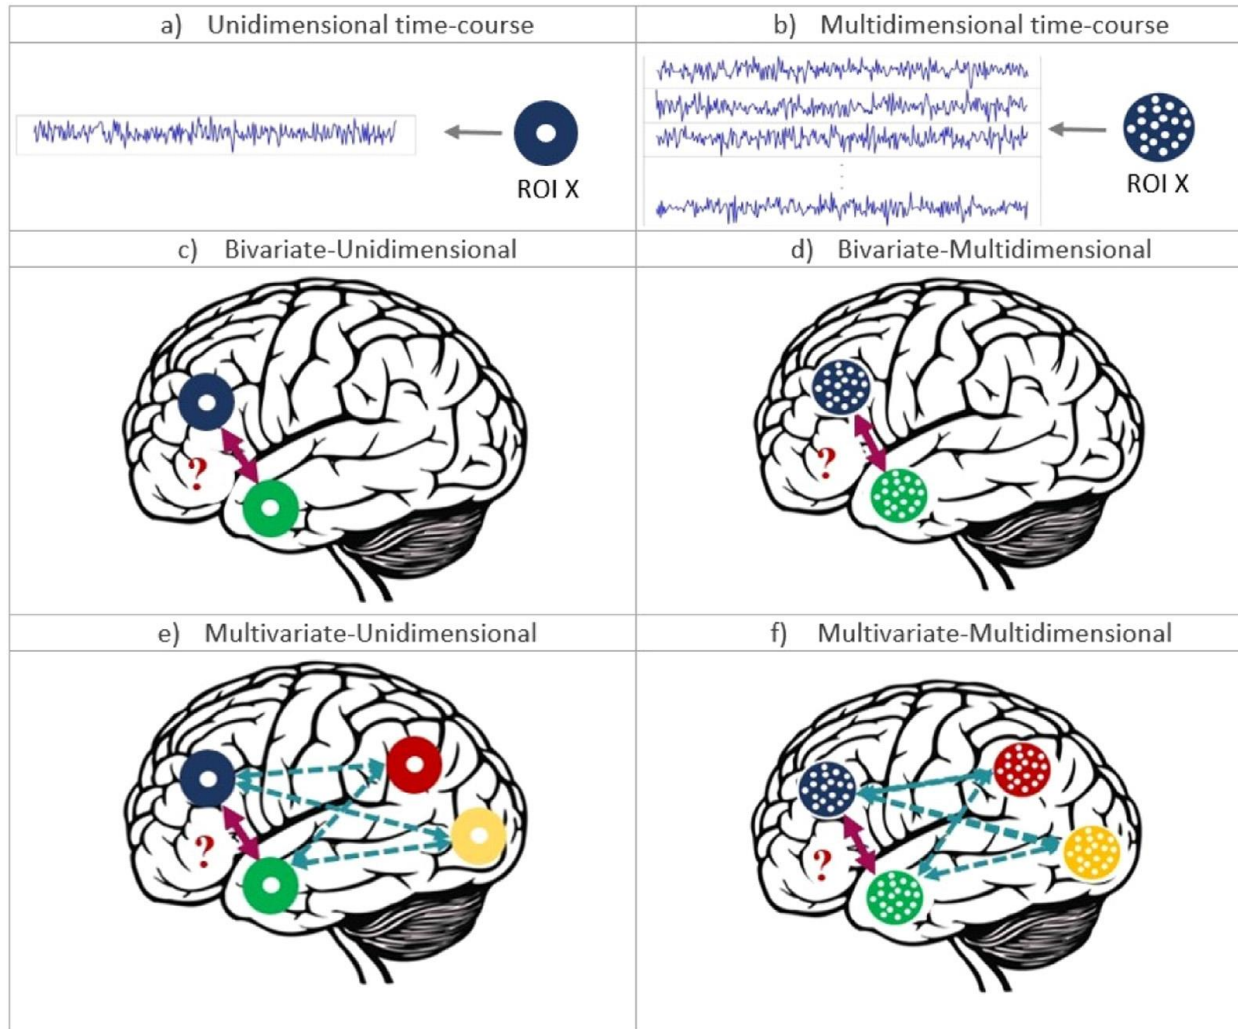 a) Unidimensional time-course
b) Multidimensional time-course
ROI X
ROI X
c) Bivariate-Unidimensional
d) Bivariate-Multidimensional
?
?
e) Multivariate-Unidimensional
f) Multivariate-Multidimensional
?
?